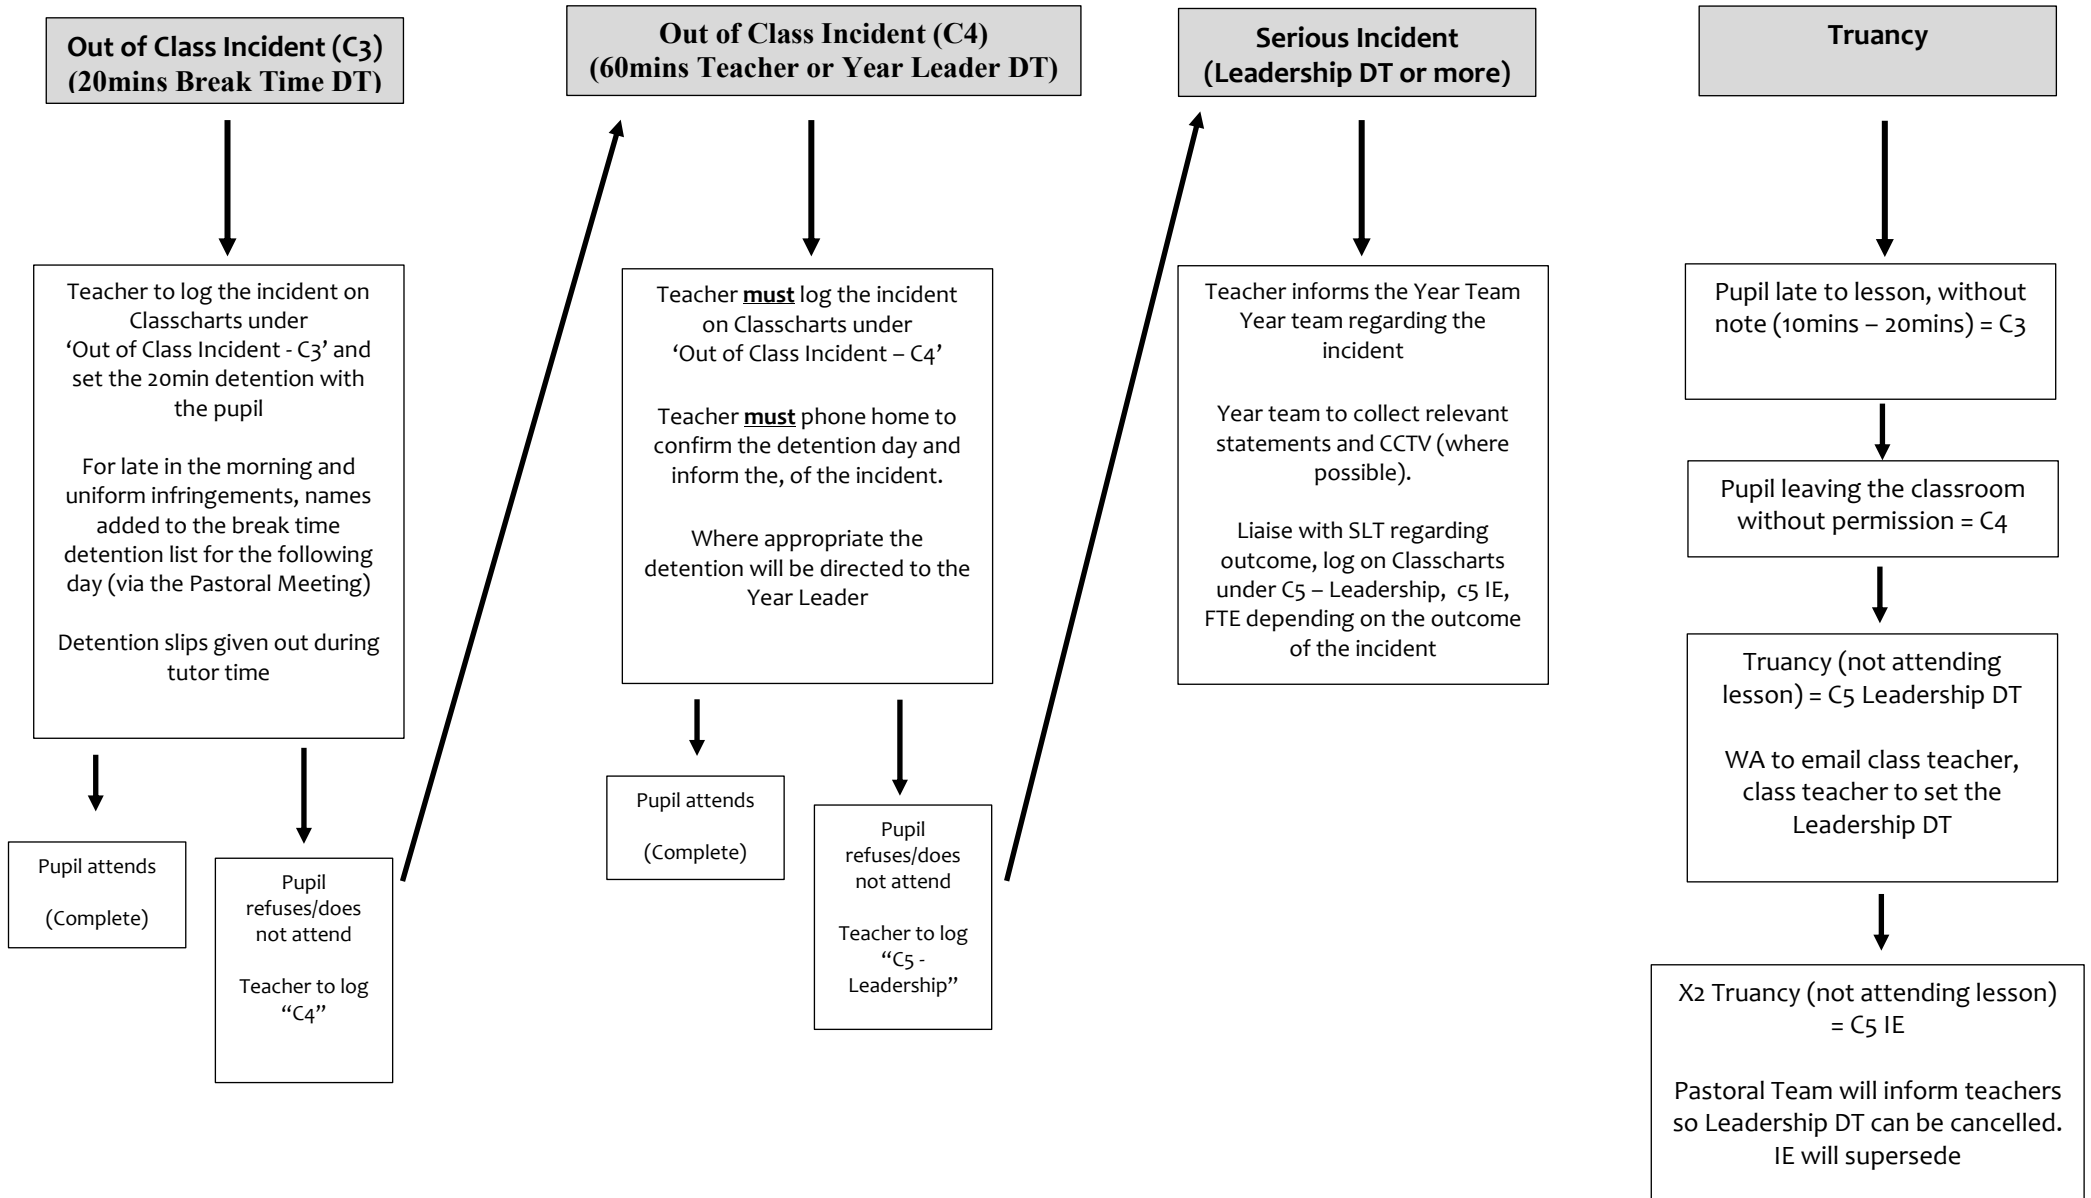 Out of Class Incident (C3)
(20mins Break Time DT)
Teacher to log the incident on
Classcharts under
‘Out of Class Incident - C3’ and
set the 20min detention with
the pupil
For late in the morning and
uniform infringements, names
added to the break time
detention list for the following
day (via the Pastoral Meeting)
Detention slips given out during
tutor time
Pupil attends
(Complete)
Pupil
refuses/does
not attend
Teacher to log
“C4”
Out of Class Incident (C4)
(60mins Teacher or Year Leader DT)
Teacher must log the incident
on Classcharts under
‘Out of Class Incident – C4’
Teacher must phone home to
confirm the detention day and
inform the, of the incident.
Where appropriate the
detention will be directed to the
Year Leader
Pupil attends
(Complete)
Pupil
refuses/does
not attend
Teacher to log
“C5 -
Leadership”
Serious Incident
(Leadership DT or more)
Teacher informs the Year Team
Year team regarding the
incident
Year team to collect relevant
statements and CCTV (where
possible).
Liaise with SLT regarding
outcome, log on Classcharts
under C5 – Leadership, c5 IE,
FTE depending on the outcome
of the incident
Truancy
Pupil late to lesson, without
note (10mins – 20mins) = C3
Pupil leaving the classroom
without permission = C4
Truancy (not attending
lesson) = C5 Leadership DT
WA to email class teacher,
class teacher to set the
Leadership DT
X2 Truancy (not attending lesson)
= C5 IE
Pastoral Team will inform teachers
so Leadership DT can be cancelled.
IE will supersede